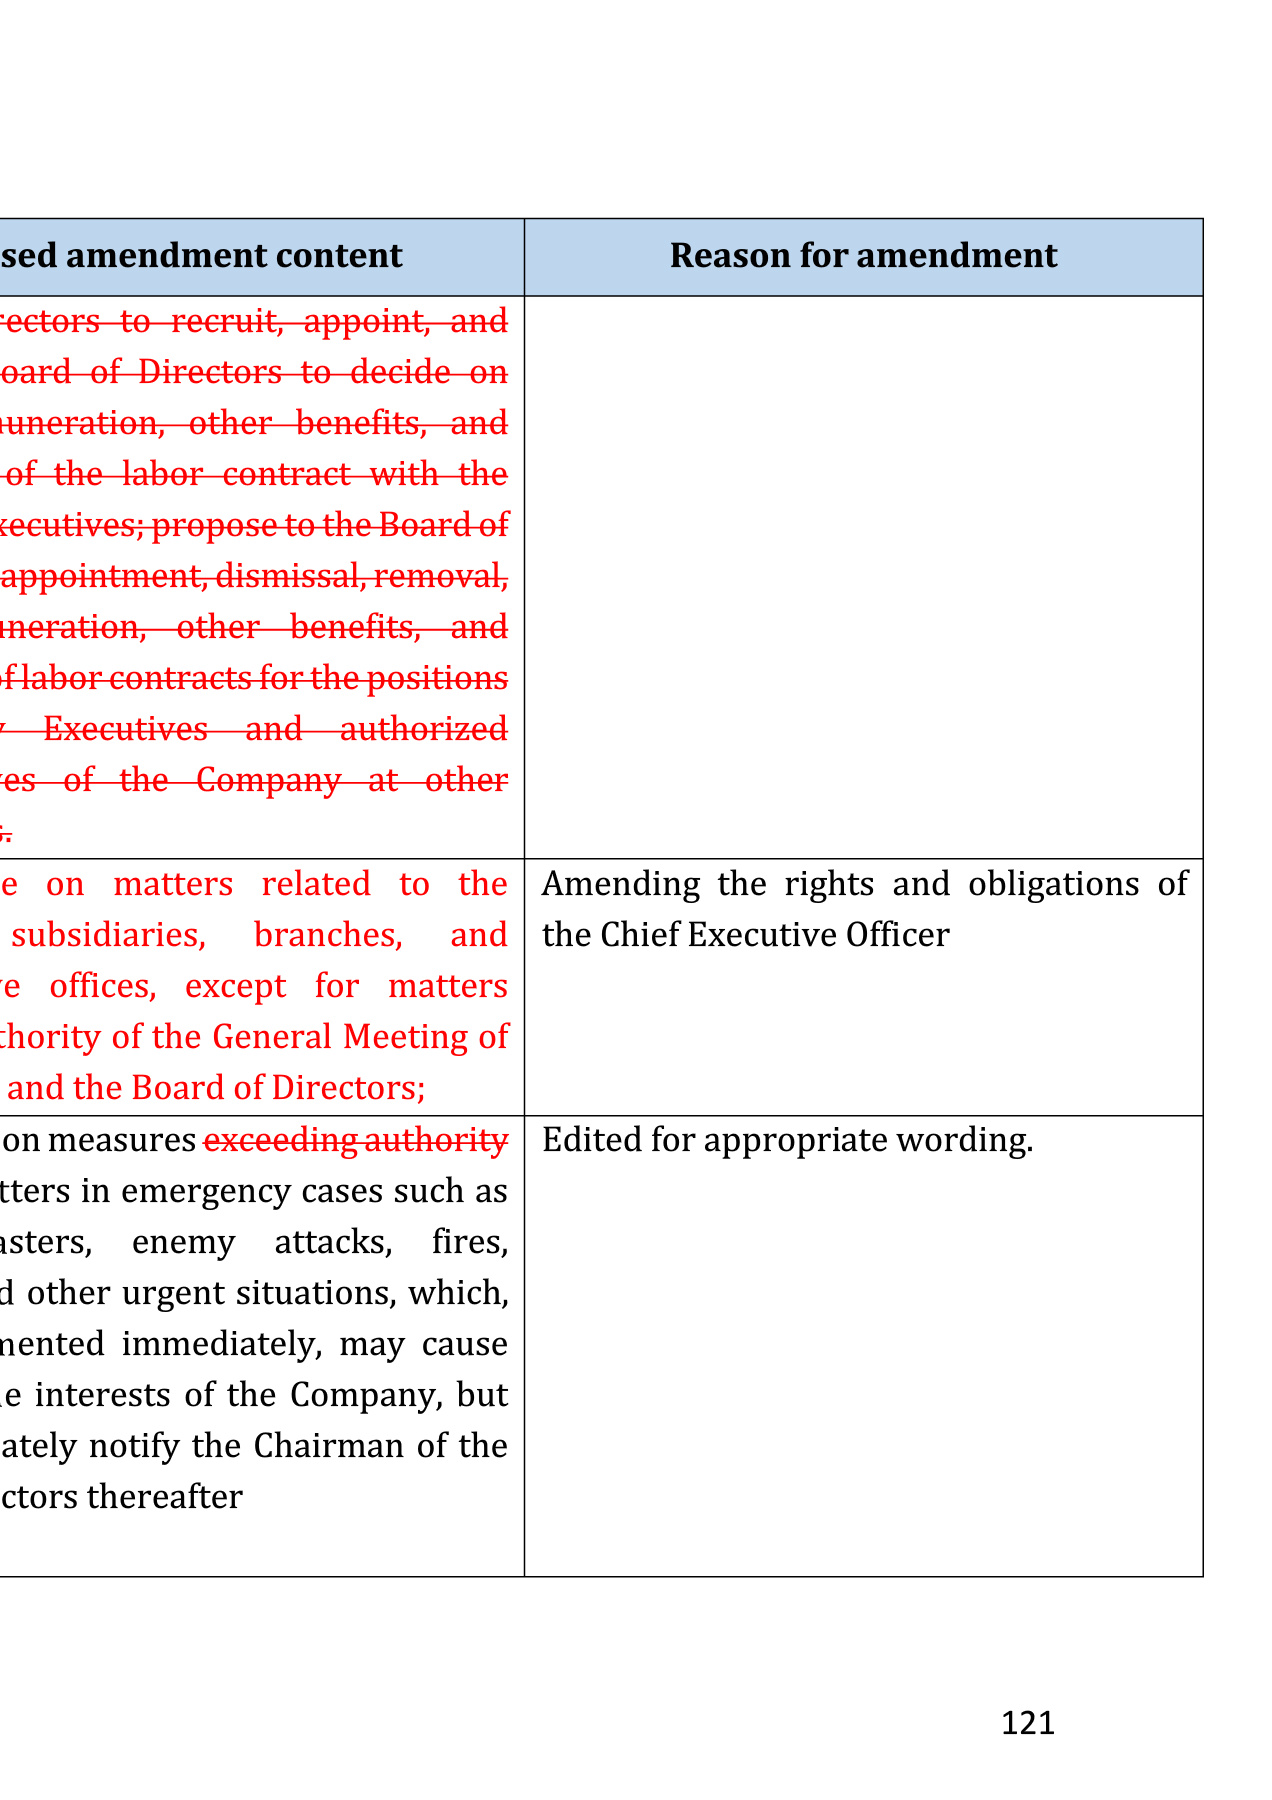 sed amendment content
Reason for amendment
rectors to recruit, appoint, and
oard of Directors to decide on
uneration, other benefits, and
of the labor contract with the
xecutives; propose to the Board of
appointment, dismissal, removal,
uneration, other benefits, and
of labor contracts for the positions
y Executives and authorized
ves of the Company at other
s.
e on matters related to the
subsidiaries, branches, and
ve offices, except for matters
thority of the General Meeting of
and the Board of Directors;
Amending the rights and obligations of
the Chief Executive Officer
on measures exceeding authority
tters in emergency cases such as
asters, enemy attacks, fires,
d other urgent situations, which,
mented immediately, may cause
e interests of the Company, but
ately notify the Chairman of the
ctors thereafter
Edited for appropriate wording.
121